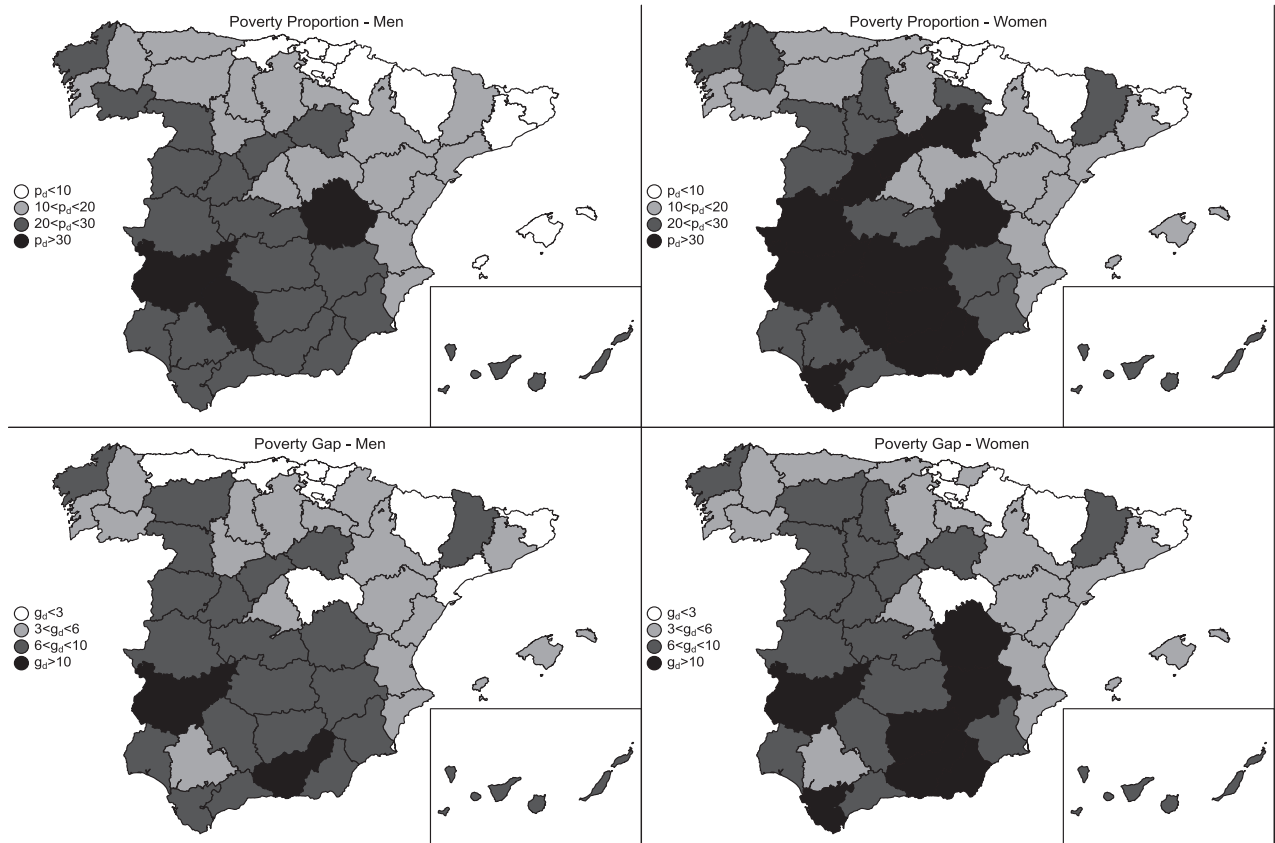 Poverty Proportion - Men
p_d<10
10<p_d<20
20<p_d<30
p_d>30
Poverty Proportion - Women
p_d<10
10<p_d<20
20<p_d<30
p_d>30
Poverty Gap - Men
g_d<3
3<g_d<6
6<g_d<10
g_d>10
Poverty Gap - Women
g_d<3
3<g_d<6
6<g_d<10
g_d>10